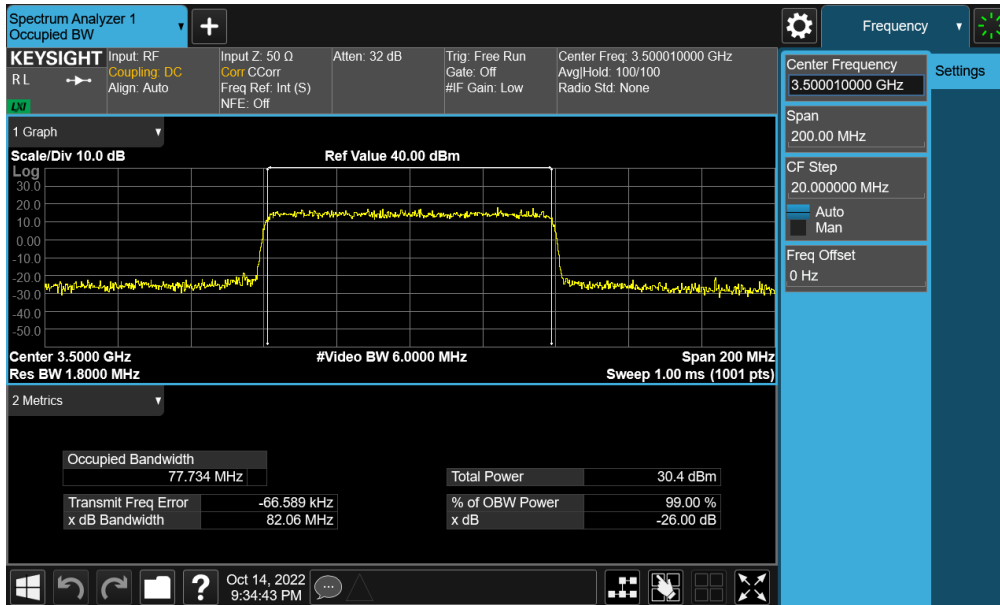 Spectrum Analyzer 1
Occupied BW
+
Frequency
KEYSIGHT
R L
LXI
Input: RF
Coupling: DC
Align: Auto
Input Z: 50 Ω
Corr CCorr
Freq Ref: Int (S)
NFE: Off
Atten: 32 dB
Trig: Free Run
Gate: Off
#IF Gain: Low
Center Freq: 3.500010000 GHz
Avg|Hold: 100/100
Radio Std: None
Center Frequency
3.500010000 GHz
Settings
Span
200.00 MHz
CF Step
20.000000 MHz
Auto
Man
Freq Offset
0 Hz
1 Graph
Scale/Div 10.0 dB
Ref Value 40.00 dBm
Log
30.0
20.0
10.0
0.00
-10.0
-20.0
-30.0
-40.0
-50.0
Center 3.5000 GHz
#Video BW 6.0000 MHz
Span 200 MHz
Res BW 1.8000 MHz
Sweep 1.00 ms (1001 pts)
2 Metrics
Occupied Bandwidth
77.734 MHz
Total Power 30.4 dBm
Transmit Freq Error -66.589 kHz
% of OBW Power 99.00 %
x dB Bandwidth 82.06 MHz
x dB -26.00 dB
?
Oct 14, 2022
9:34:43 PM